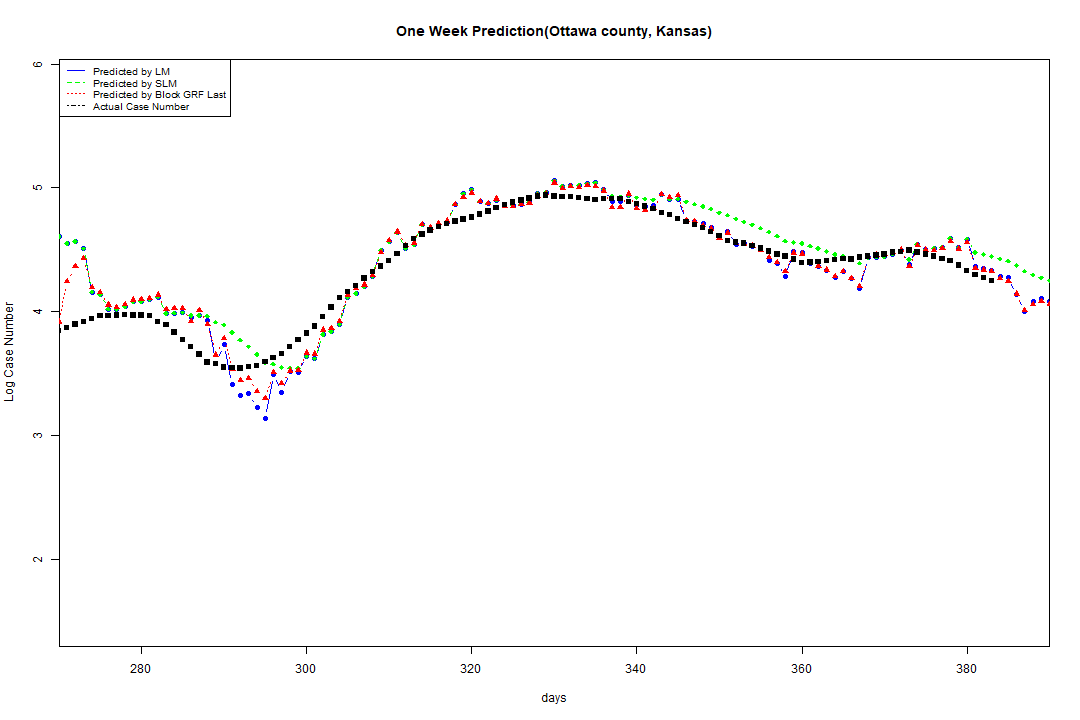 One Week Prediction(Ottawa county, Kansas)
Predicted by LM
Predicted by SLM
Predicted by Block GRF Last
Actual Case Number
Log Case Number
6
5
4
3
2
280 300 320 340 360 380
days